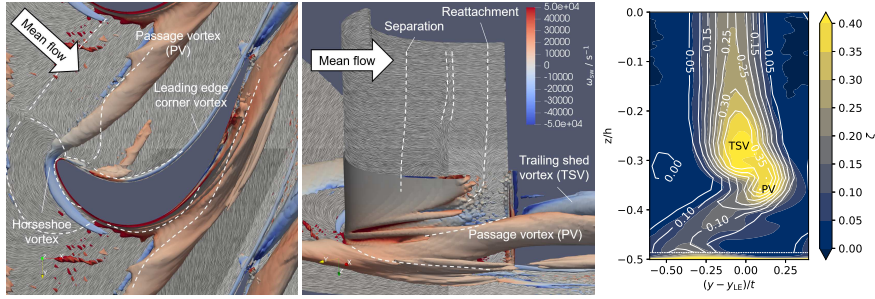 Mean flow
Passage vortex
(PV)
Leading edge
corner vortex
Horseshoe
vortex
Reattachment
Separation
Mean flow
5.0e+04
40000
30000
20000
10000
0
-10000
-20000
-30000
-40000
-5.0e+04
ω_sw / s⁻¹
Trailing shed
vortex (TSV)
Passage vortex (PV)
0.0
−0.1
−0.2
−0.3
−0.4
−0.5
z/h
0.05
0.15
0.25
0.25
0.15
0.05
0.30
0.35
0.00
0.10
0.10
TSV
PV
−0.50
−0.25
0.00
0.25
(y − y_LE)/t
0.40
0.35
0.30
0.25
0.20
0.15
0.10
0.05
0.00
ζ